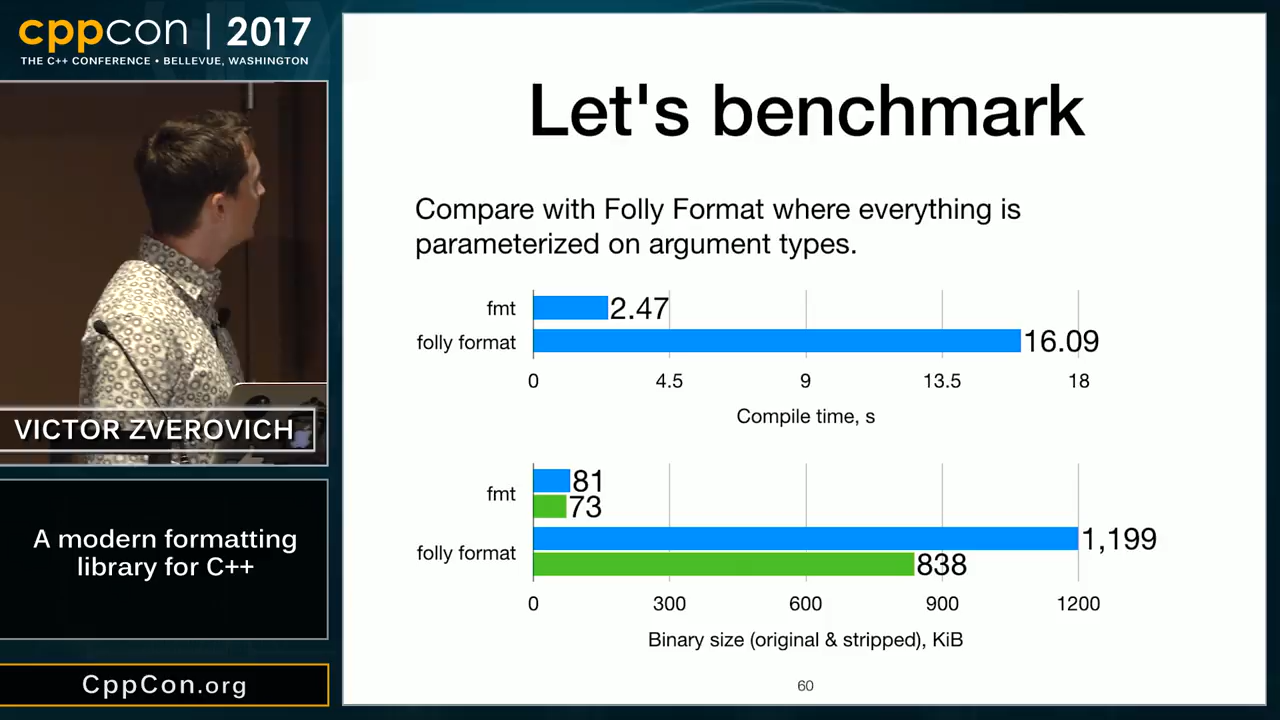 cppcon | 2017
THE C++ CONFERENCE • BELLEVUE, WASHINGTON
VICTOR ZVEROVICH
A modern formatting
library for C++
CppCon.org
Let's benchmark
Compare with Folly Format where everything is
parameterized on argument types.
fmt 2.47
folly format 16.09
0 4.5 9 13.5 18
Compile time, s
fmt 81
73
folly format 1,199
838
0 300 600 900 1200
Binary size (original & stripped), KiB
60